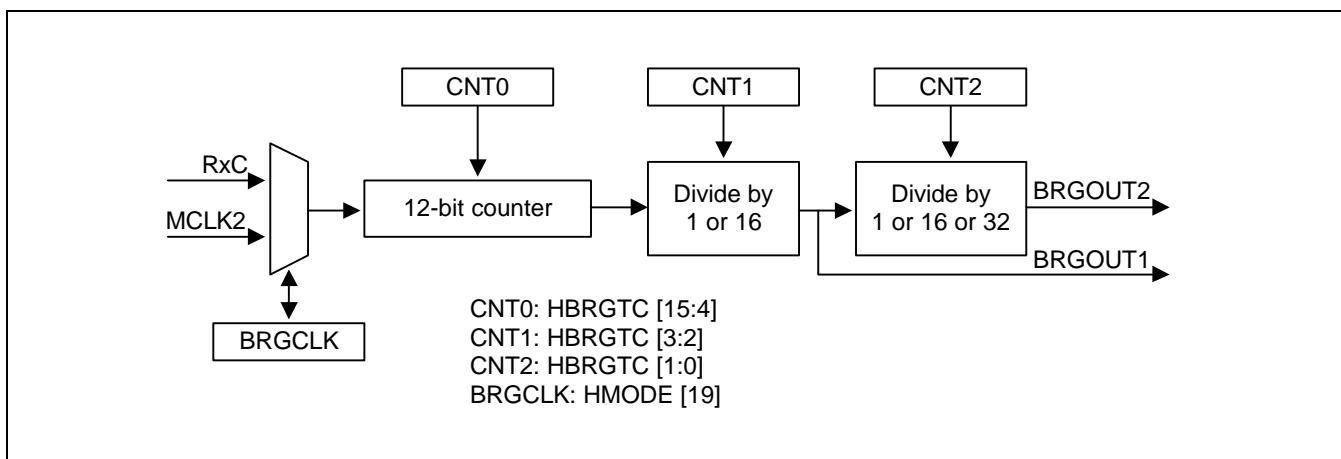 CNT0
CNT1
CNT2
RxC
MCLK2
12-bit counter
Divide by
1 or 16
Divide by
1 or 16 or 32
BRGOUT2
BRGOUT1
BRGCLK
CNT0: HBRGTC [15:4]
CNT1: HBRGTC [3:2]
CNT2: HBRGTC [1:0]
BRGCLK: HMODE [19]